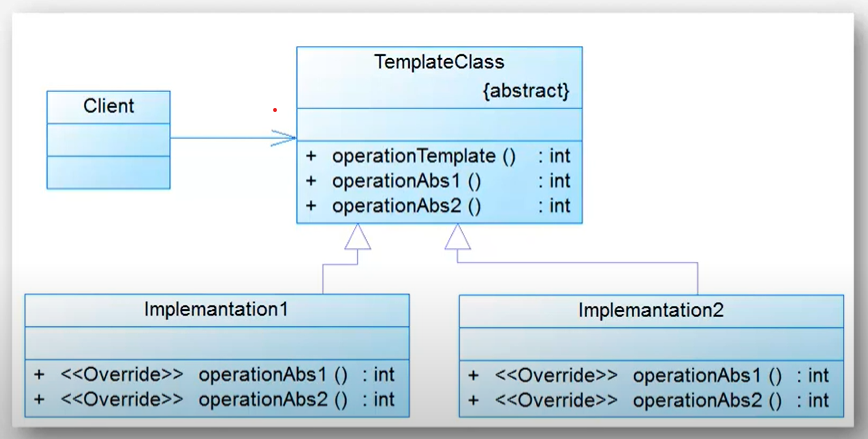 TemplateClass
{abstract}
Client
+ operationTemplate () : int
+ operationAbs1 () : int
+ operationAbs2 () : int
Implemantation1
+ <<Override>> operationAbs1 () : int
+ <<Override>> operationAbs2 () : int
Implemantation2
+ <<Override>> operationAbs1 () : int
+ <<Override>> operationAbs2 () : int